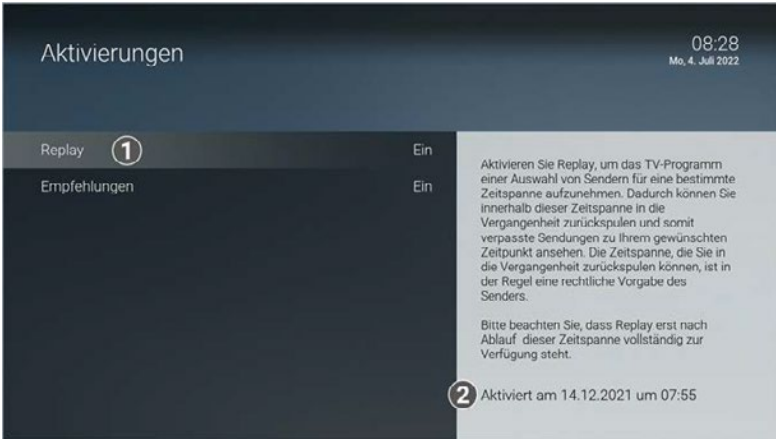 Aktivierungen
08:28
Mo, 4. Juli 2022
Replay 1 Ein
Empfehlungen Ein
Aktivieren Sie Replay, um das TV-Programm
einer Auswahl von Sendern für eine bestimmte
Zeitspanne aufzunehmen. Dadurch können Sie
innerhalb dieser Zeitspanne in die
Vergangenheit zurückspulen und somit
verpasste Sendungen zu Ihrem gewünschten
Zeitpunkt ansehen. Die Zeitspanne, die Sie in
die Vergangenheit zurückspulen können, ist in
der Regel eine rechtliche Vorgabe des
Senders.
Bitte beachten Sie, dass Replay erst nach
Ablauf dieser Zeitspanne vollständig zur
Verfügung steht.
2 Aktiviert am 14.12.2021 um 07:55